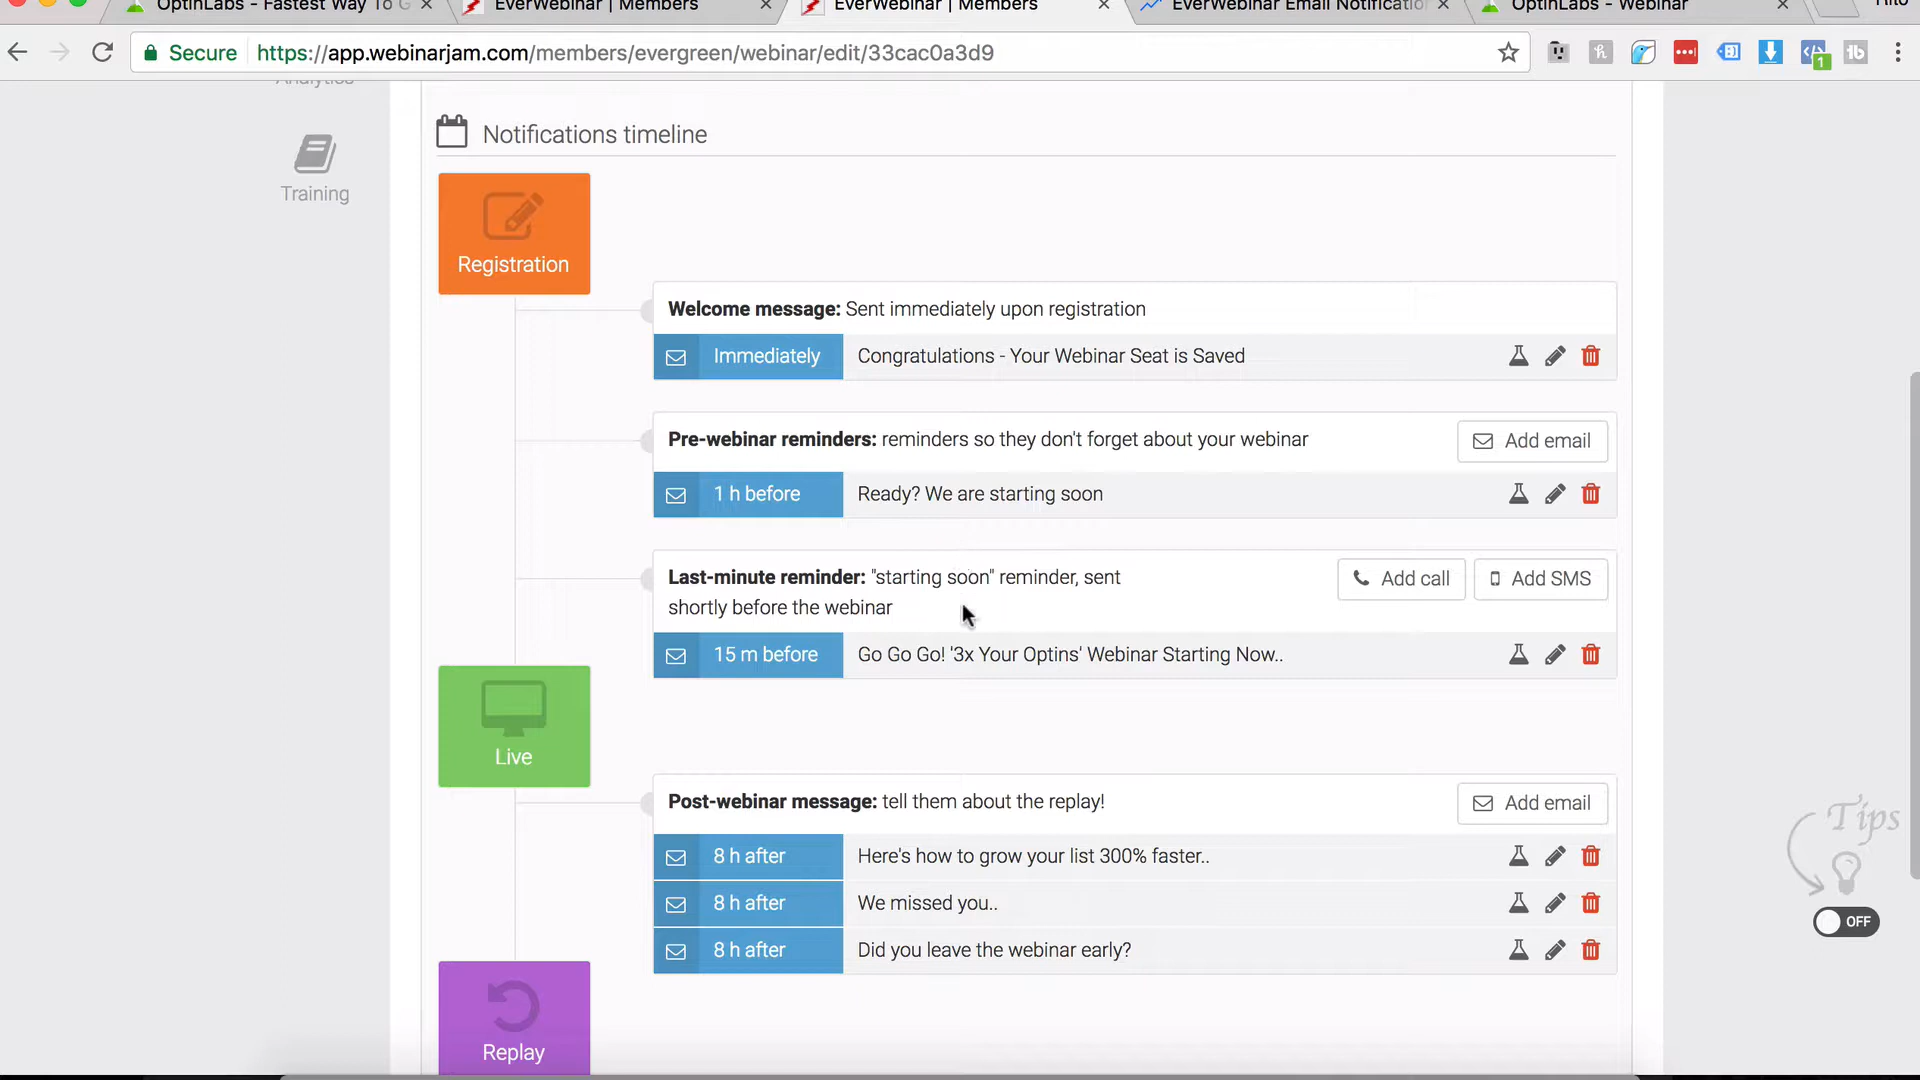 OptinLabs - Fastest Way To G
EverWebinar | Members
EverWebinar | Members
EverWebinar Email Notification
OptinLabs - Webinar
Secure
https://app.webinarjam.com/members/evergreen/webinar/edit/33cac0a3d9
1
Analytics
Training
Notifications timeline
Registration
Welcome message: Sent immediately upon registration
Immediately Congratulations - Your Webinar Seat is Saved
Pre-webinar reminders: reminders so they don't forget about your webinar
Add email
1 h before Ready? We are starting soon
Last-minute reminder: "starting soon" reminder, sent
shortly before the webinar
Add call
Add SMS
15 m before Go Go Go! '3x Your Optins' Webinar Starting Now..
Live
Post-webinar message: tell them about the replay!
Add email
8 h after Here's how to grow your list 300% faster..
8 h after We missed you..
8 h after Did you leave the webinar early?
Replay
Tips
OFF